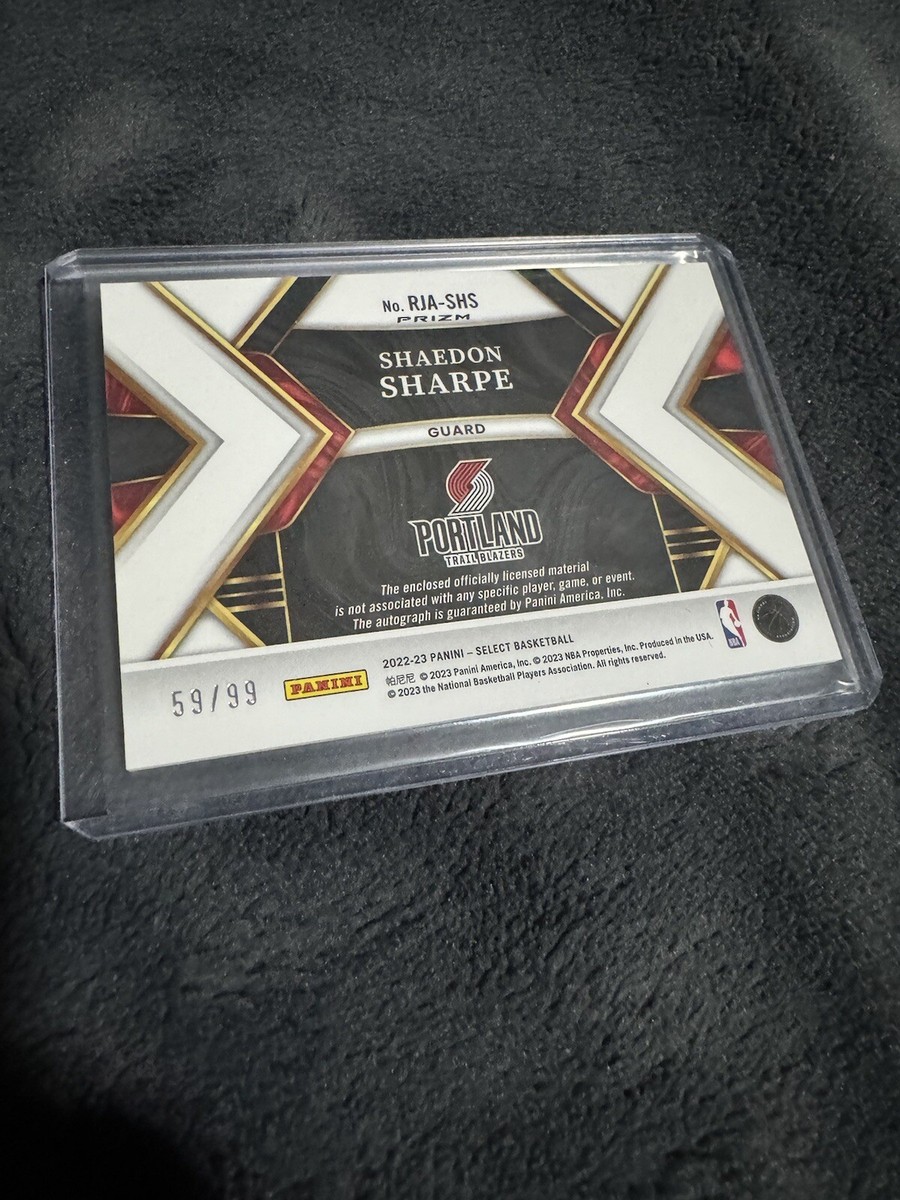 No. RJA-SHS
PRIZM
SHAEDON
SHARPE
GUARD
PORTLAND
TRAIL BLAZERS
The enclosed officially licensed material
is not associated with any specific player, game, or event.
The autograph is guaranteed by Panini America, Inc.
59/99
PANINI
2022-23 PANINI – SELECT BASKETBALL
帕尼尼 © 2023 Panini America, Inc. © 2023 NBA Properties, Inc. Produced in the USA.
© 2023 the National Basketball Players Association. All rights reserved.
NBA